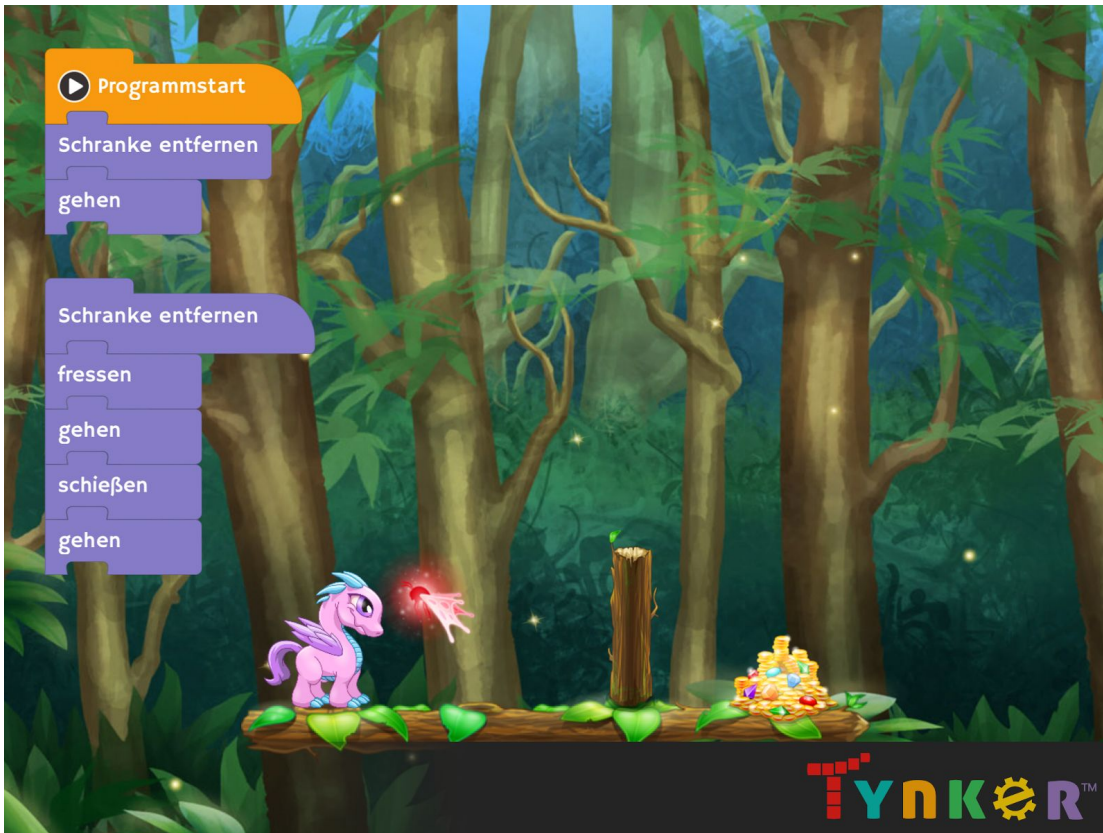 Programmstart
Schranke entfernen
gehen
Schranke entfernen
fressen
gehen
schießen
gehen
TYNKER™